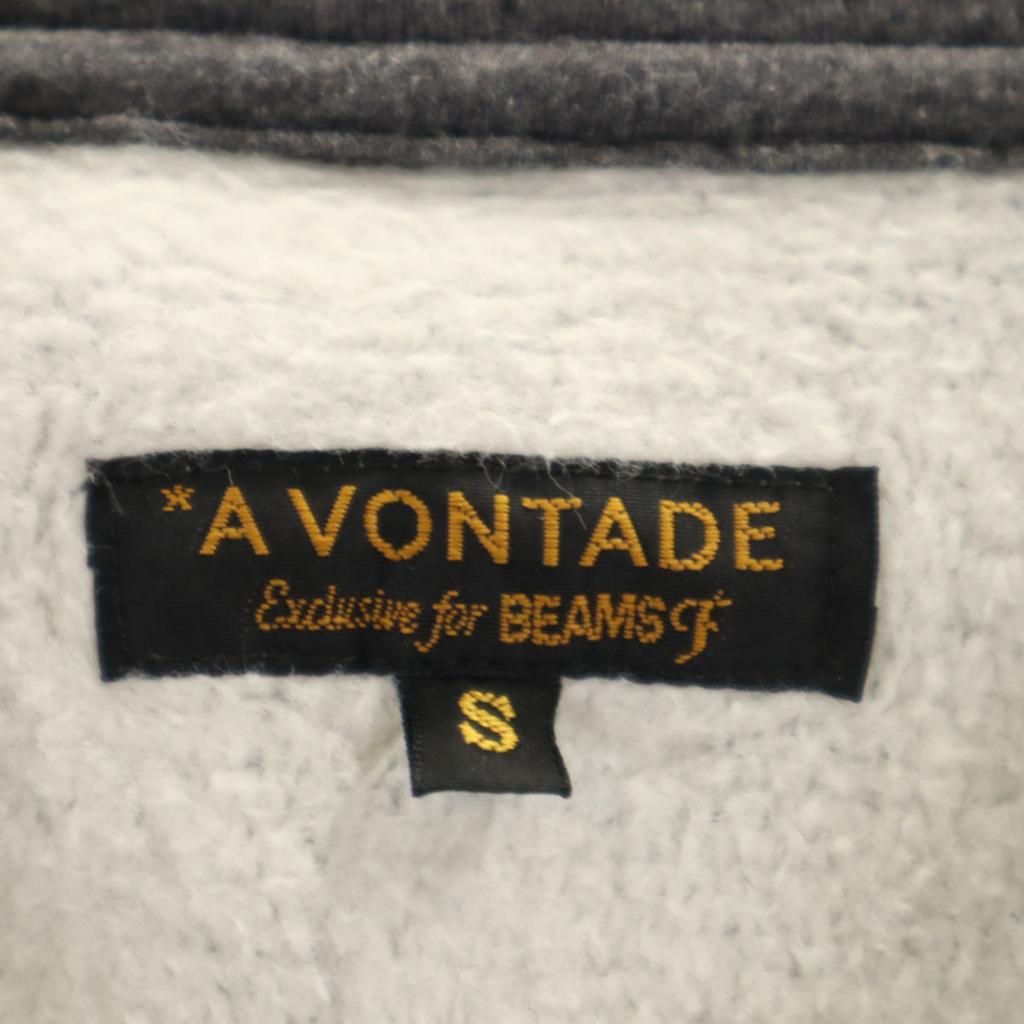 *A VONTADE
Exclusive for BEAMS F
S